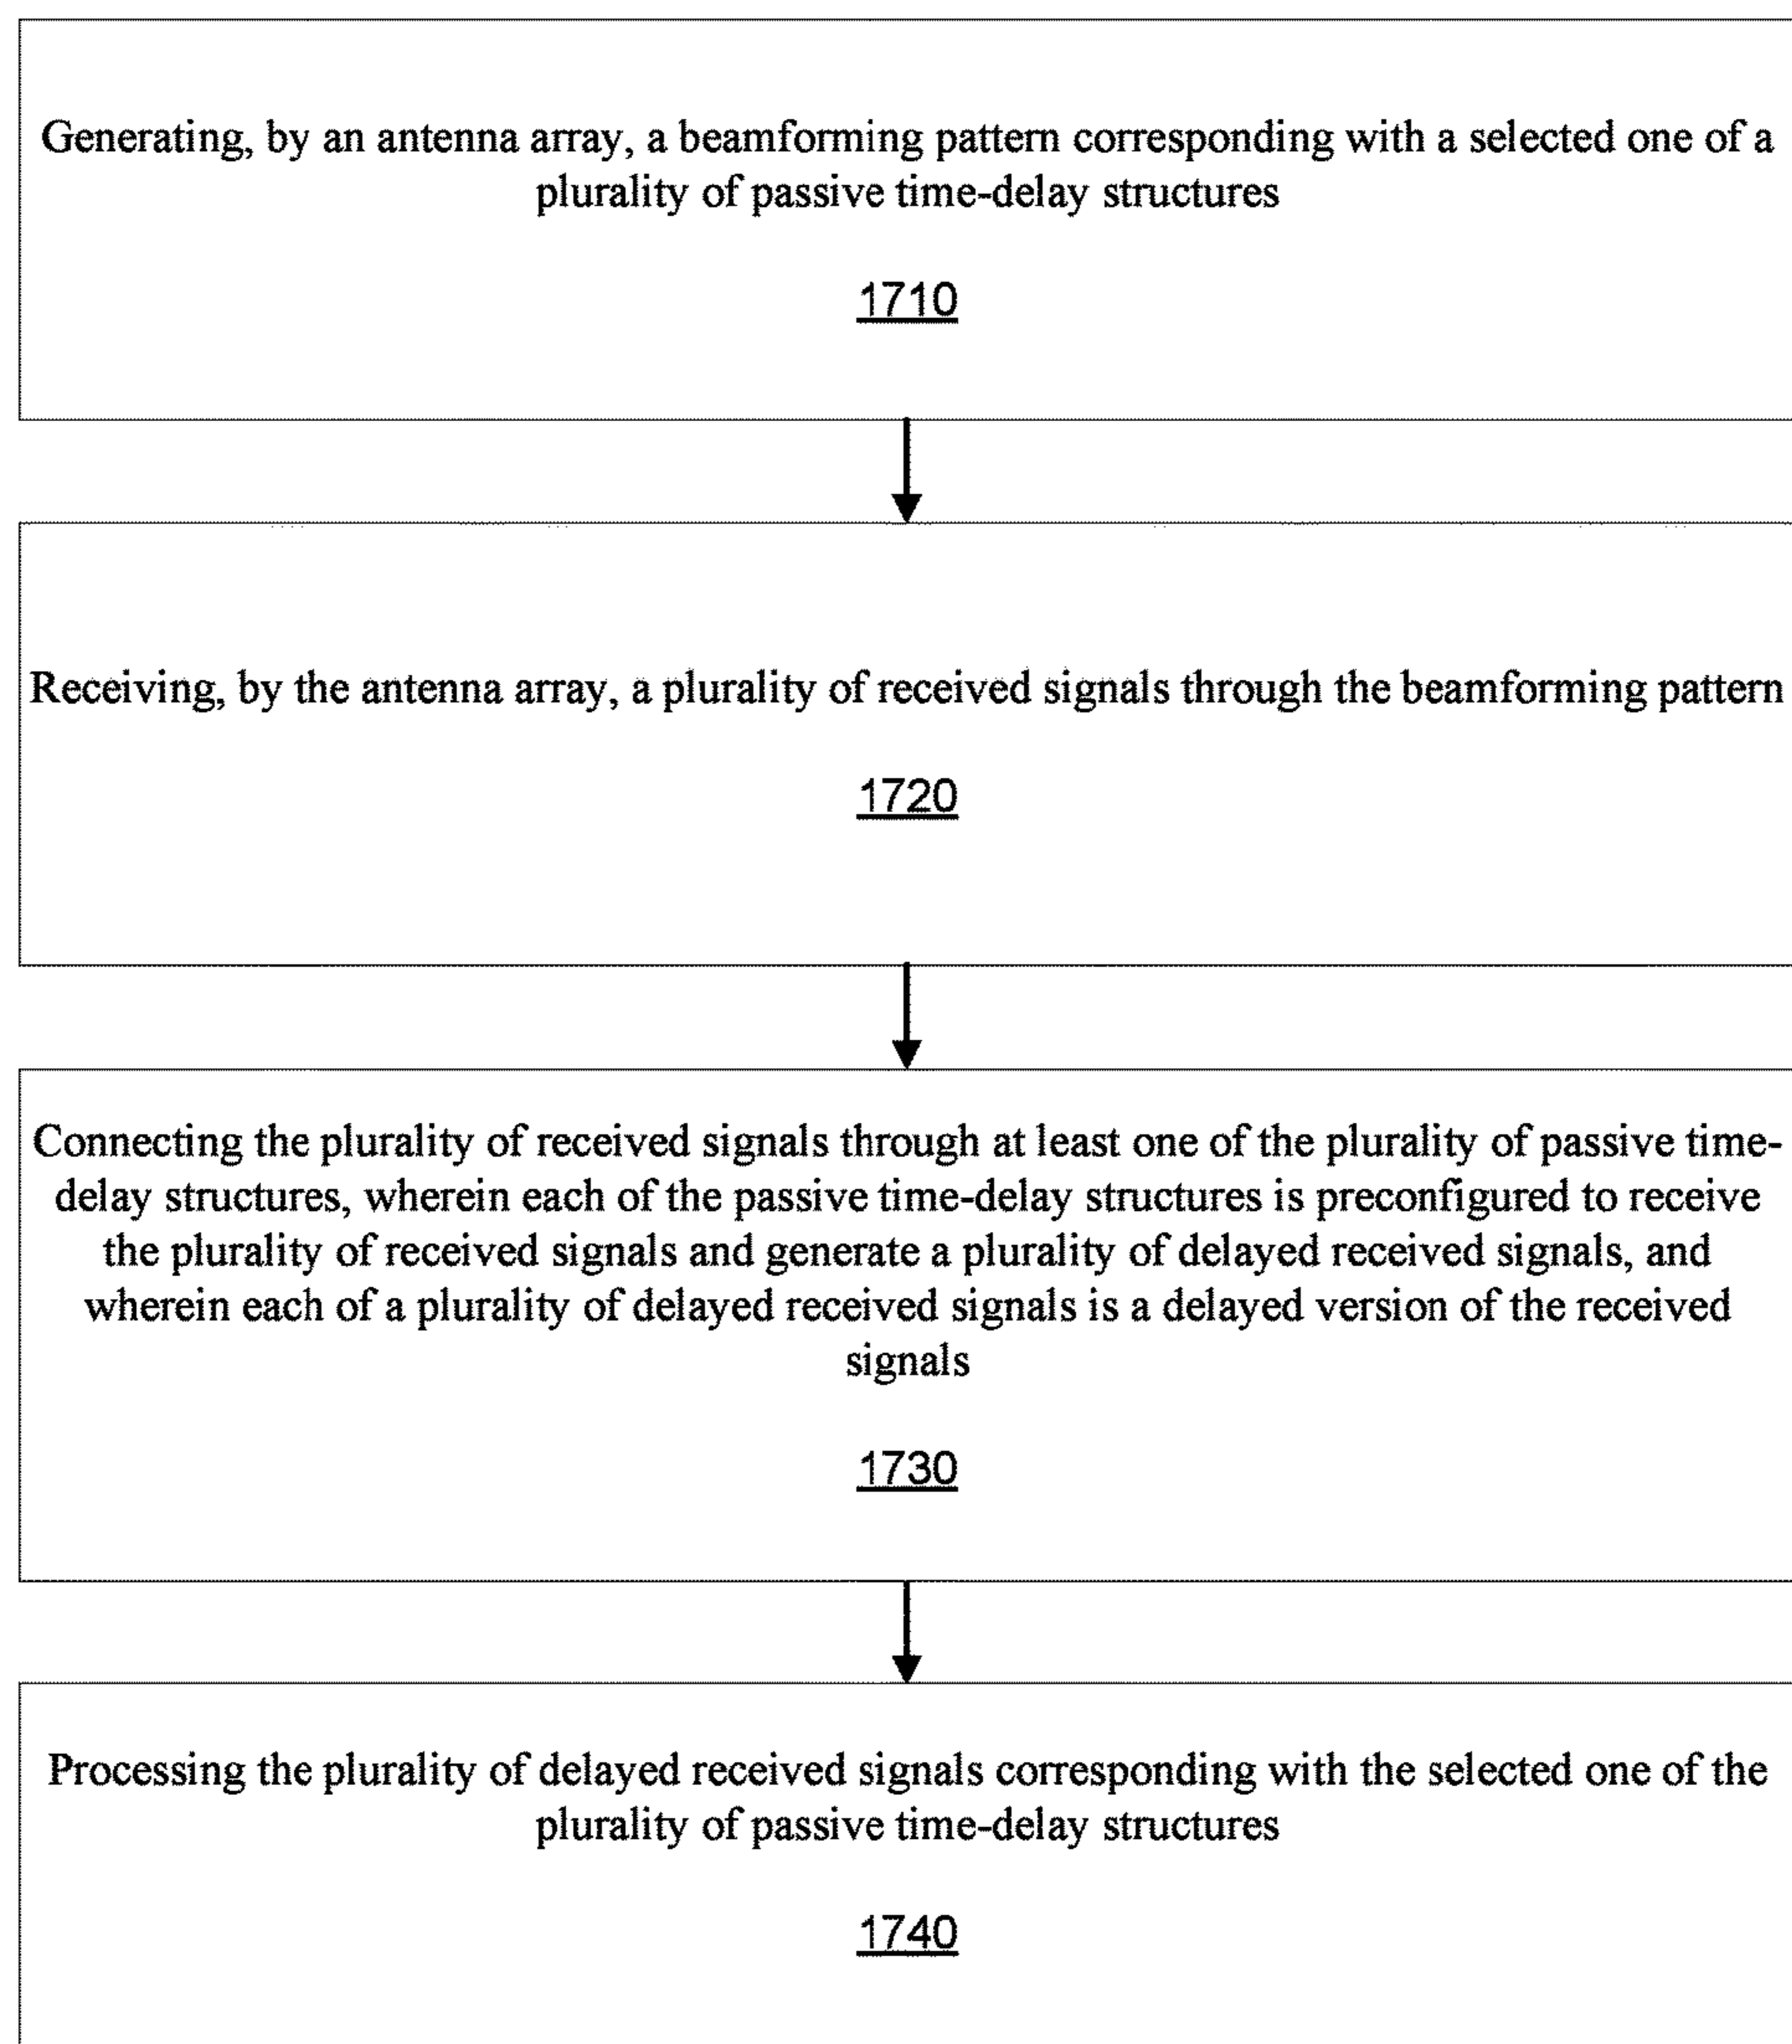 Generating, by an antenna array, a beamforming pattern corresponding with a selected one of a
plurality of passive time-delay structures
1710
Receiving, by the antenna array, a plurality of received signals through the beamforming pattern
1720
Connecting the plurality of received signals through at least one of the plurality of passive time-
delay structures, wherein each of the passive time-delay structures is preconfigured to receive
the plurality of received signals and generate a plurality of delayed received signals, and
wherein each of a plurality of delayed received signals is a delayed version of the received
signals
1730
Processing the plurality of delayed received signals corresponding with the selected one of the
plurality of passive time-delay structures
1740